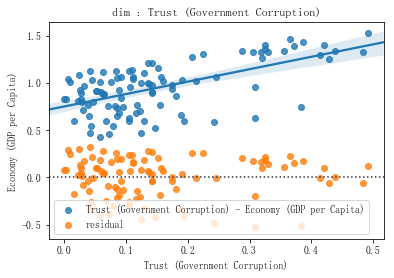 dim : Trust (Government Corruption)
1.5
1.0
0.5
0.0
-0.5
Economy (GDP per Capita)
Trust (Government Corruption) - Economy (GDP per Capita)
residual
0.0
0.1
0.2
0.3
0.4
0.5
Trust (Government Corruption)